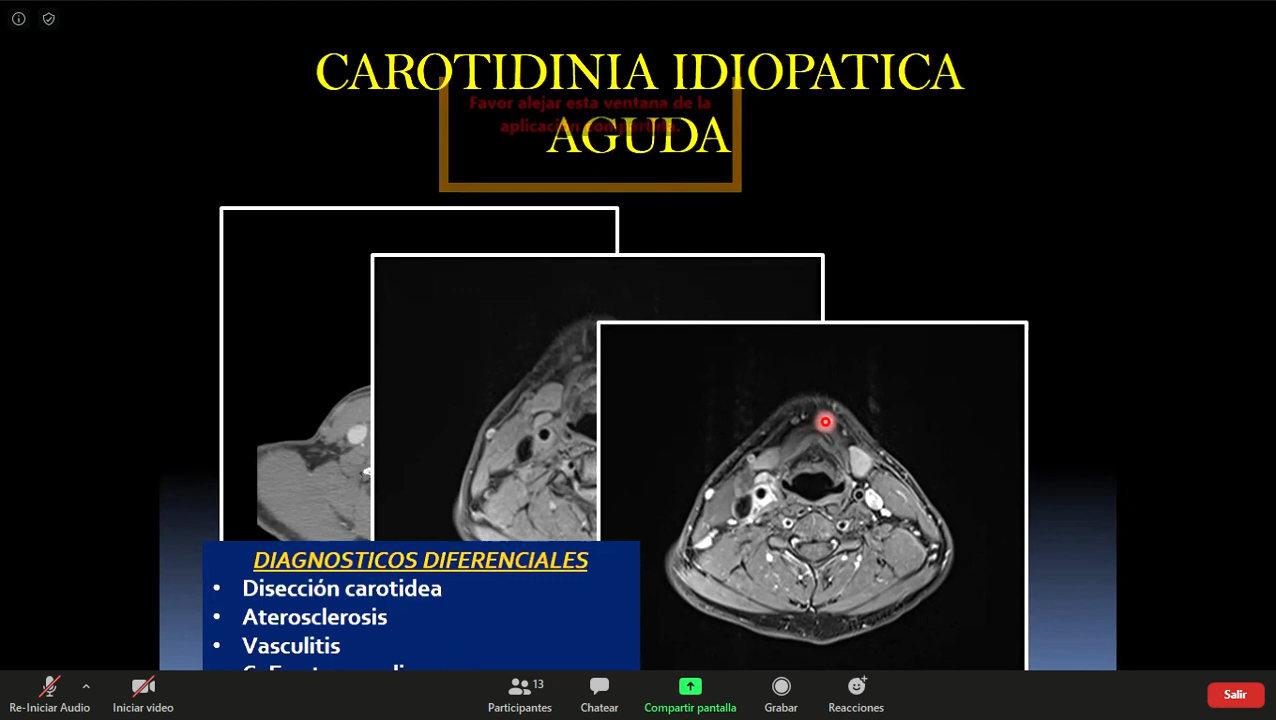 CAROTIDINIA IDIOPATICA
AGUDA
Favor alejar esta ventana de la
aplicación compartida.
DIAGNOSTICOS DIFERENCIALES
• Disección carotidea
• Aterosclerosis
• Vasculitis
Re-Iniciar Audio
Iniciar video
Participantes
13
Chatear
Compartir pantalla
Grabar
Reacciones
Salir